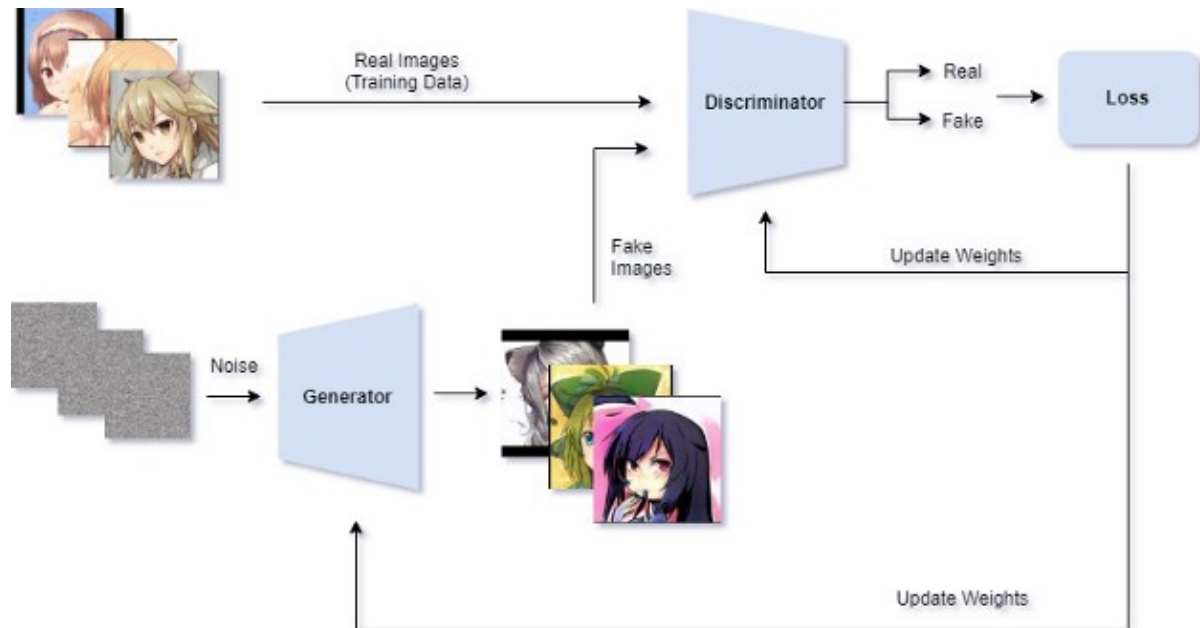 Real Images
(Training Data)
Discriminator
Real
Fake
Loss
Fake
Images
Update Weights
Noise
Generator
Update Weights